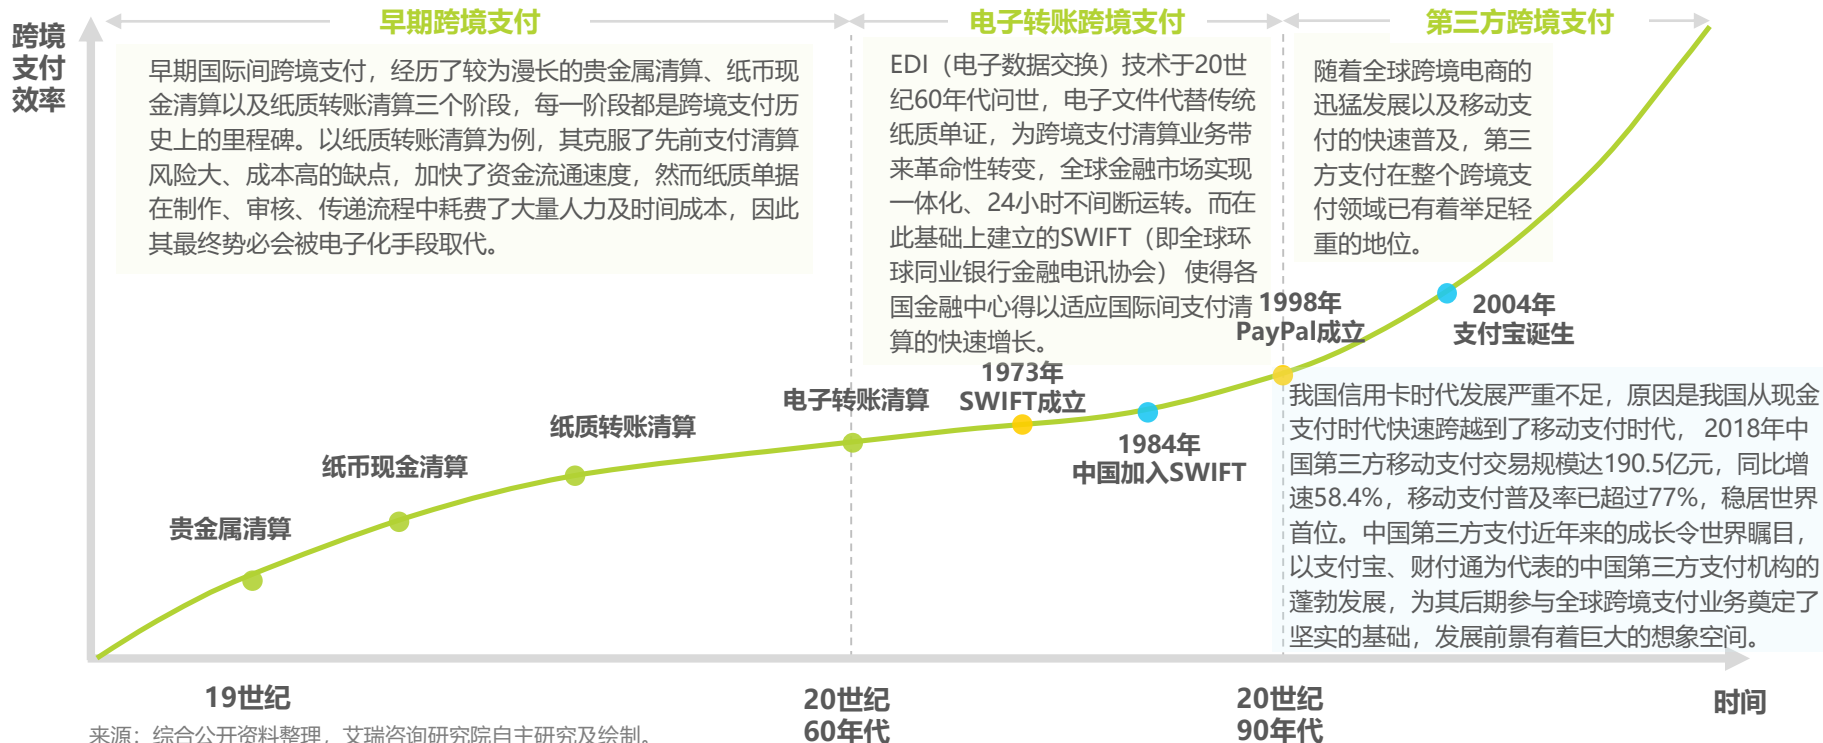 早期跨境支付
电子转账跨境支付
第三方跨境支付
跨境
支付
效率
早期国际间跨境支付，经历了较为漫长的贵金属清算、纸币现
金清算以及纸质转账清算三个阶段，每一阶段都是跨境支付历
史上的里程碑。以纸质转账清算为例，其克服了先前支付清算
风险大、成本高的缺点，加快了资金流通速度，然而纸质单据
在制作、审核、传递流程中耗费了大量人力及时间成本，因此
其最终势必会被电子化手段取代。
EDI（电子数据交换）技术于20世
纪60年代问世，电子文件代替传统
纸质单证，为跨境支付清算业务带
来革命性转变，全球金融市场实现
一体化、24小时不间断运转。而在
此基础上建立的SWIFT（即全球环
球同业银行金融电讯协会） 使得各
国金融中心得以适应国际间支付清
算的快速增长。
随着全球跨境电商的
迅猛发展以及移动支
付的快速普及，第三
方支付在整个跨境支
付领域已有着举足轻
重的地位。
1998年
PayPal成立
2004年
支付宝诞生
1973年
SWIFT成立
电子转账清算
纸质转账清算
1984年
中国加入SWIFT
纸币现金清算
贵金属清算
我国信用卡时代发展严重不足，原因是我国从现金
支付时代快速跨越到了移动支付时代， 2018年中
国第三方移动支付交易规模达190.5亿元，同比增
速58.4%，移动支付普及率已超过77%，稳居世界
首位。中国第三方支付近年来的成长令世界瞩目，
以支付宝、财付通为代表的中国第三方支付机构的
蓬勃发展，为其后期参与全球跨境支付业务奠定了
坚实的基础，发展前景有着巨大的想象空间。
19世纪
20世纪
60年代
20世纪
90年代
时间
来源：综合公开资料整理，艾瑞咨询研究院自主研究及绘制。